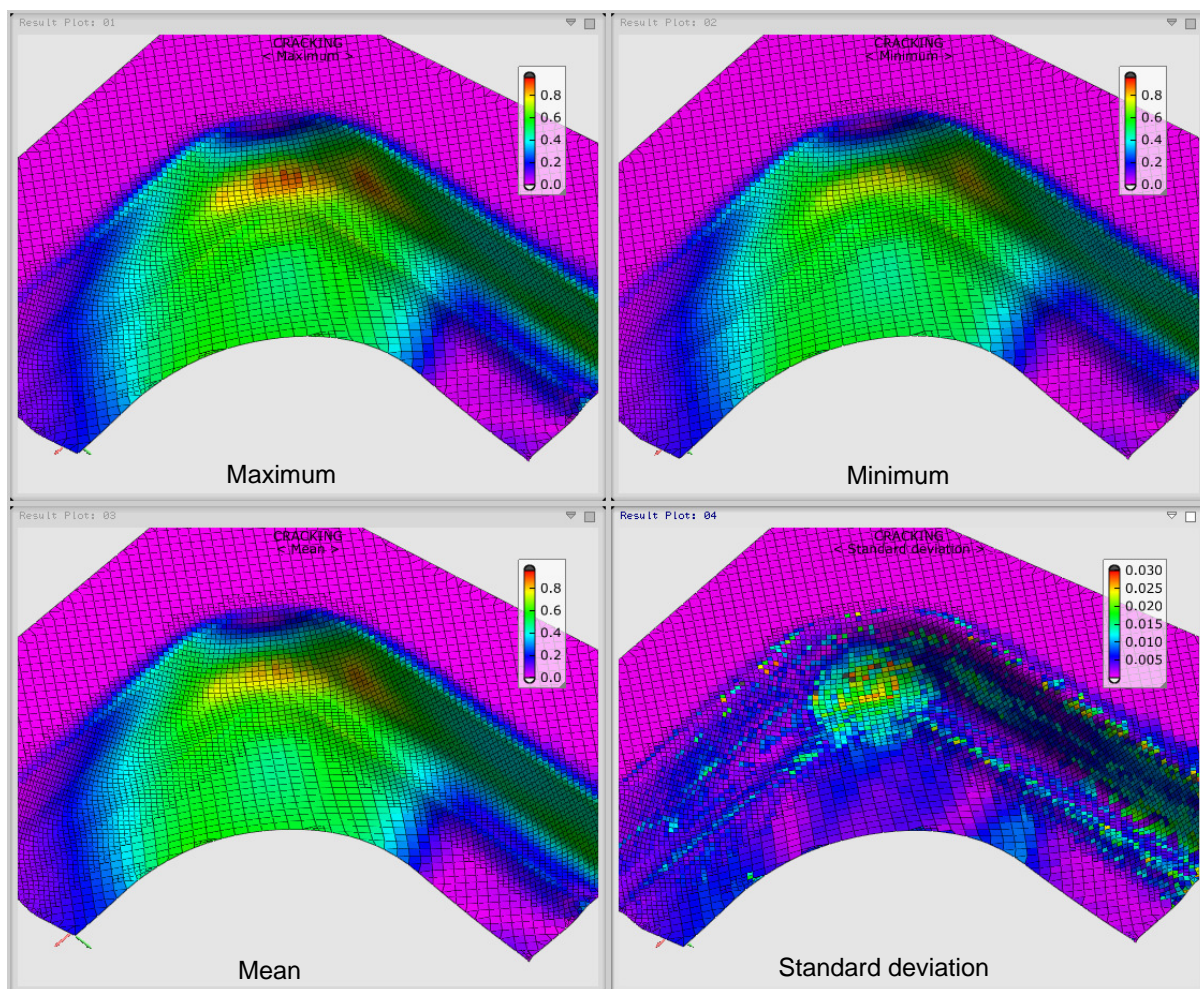 Result Plot: 01
CRACKING
< Maximum >
0.8
0.6
0.4
0.2
0.0
Maximum
Result Plot: 02
CRACKING
< Minimum >
0.8
0.6
0.4
0.2
0.0
Minimum
Result Plot: 03
CRACKING
< Mean >
0.8
0.6
0.4
0.2
0.0
Mean
Result Plot: 04
CRACKING
< Standard deviation >
0.030
0.025
0.020
0.015
0.010
0.005
Standard deviation